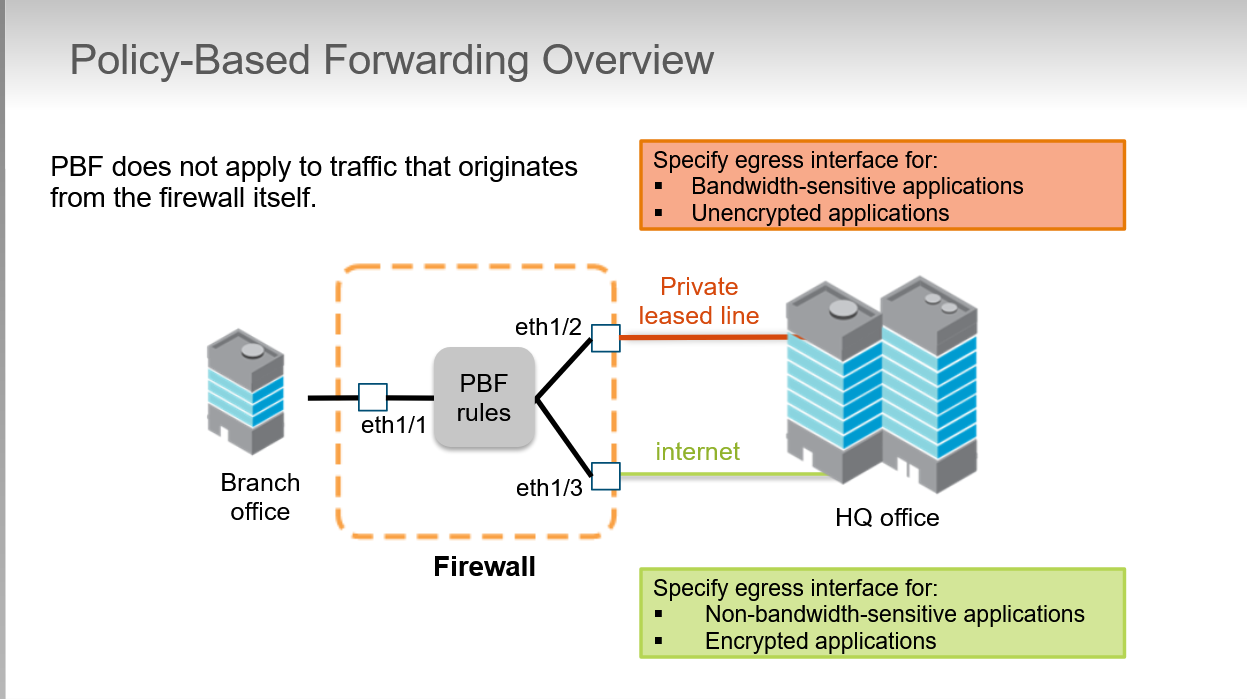 Policy-Based Forwarding Overview
PBF does not apply to traffic that originates
from the firewall itself.
Specify egress interface for:
▪ Bandwidth-sensitive applications
▪ Unencrypted applications
Private
leased line
eth1/2
PBF
rules
eth1/1
internet
eth1/3
Branch
office
HQ office
Firewall
Specify egress interface for:
▪ Non-bandwidth-sensitive applications
▪ Encrypted applications